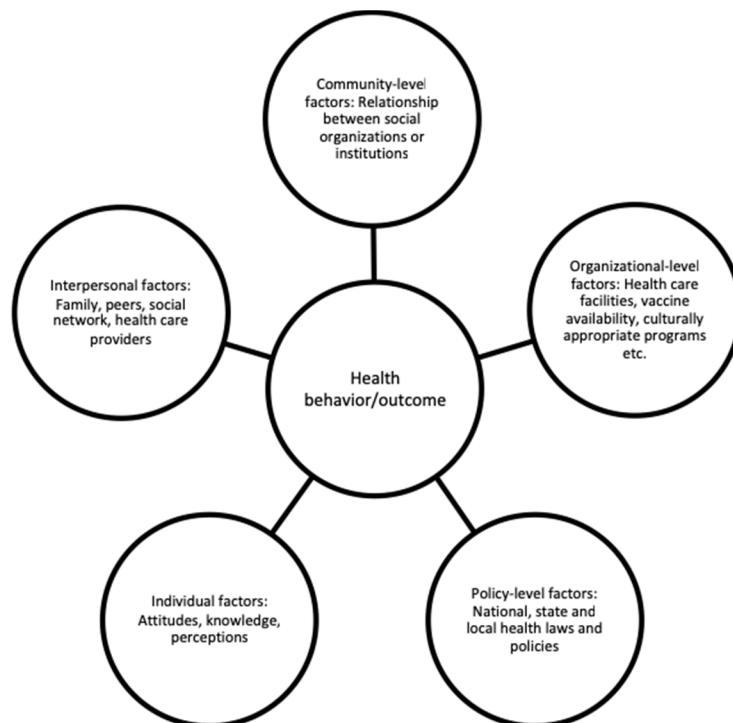 Community-level
factors: Relationship
between social
organizations or
institutions
Interpersonal factors:
Family, peers, social
network, health care
providers
Organizational-level
factors: Health care
facilities, vaccine
availability, culturally
appropriate programs
etc.
Health
behavior/outcome
Individual factors:
Attitudes, knowledge,
perceptions
Policy-level factors:
National, state and
local health laws and
policies